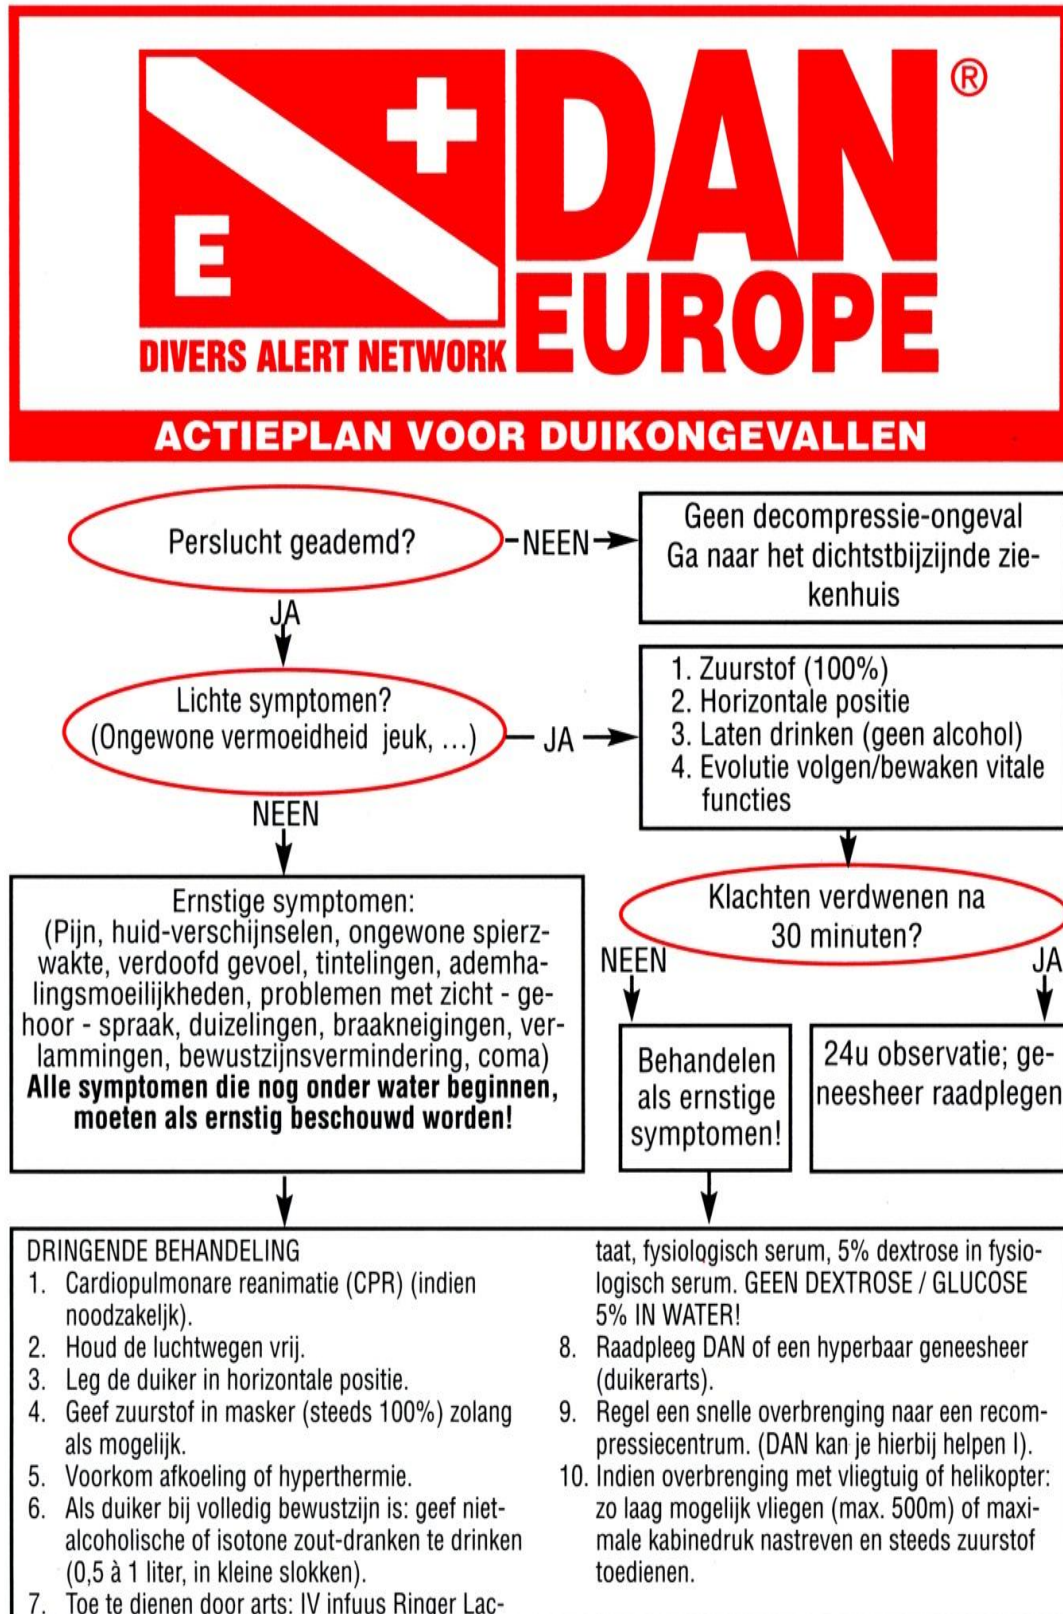 E
DAN®
DIVERS ALERT NETWORK
EUROPE
ACTIEPLAN VOOR DUIKONGEVALLEN
Perslucht geademd?
NEEN
Geen decompressie-ongeval
Ga naar het dichtstbijzijnde zie-
kenhuis
JA
Lichte symptomen?
(Ongewone vermoeidheid jeuk, ...)
JA
1. Zuurstof (100%)
2. Horizontale positie
3. Laten drinken (geen alcohol)
4. Evolutie volgen/bewaken vitale
functies
NEEN
Ernstige symptomen:
(Pijn, huid-verschijnselen, ongewone spierz-
wakte, verdoofd gevoel, tintelingen, ademha-
lingsmoeilijkheden, problemen met zicht - ge-
hoor - spraak, duizelingen, braakneigingen, ver-
lammingen, bewustzijnsvermindering, coma)
Alle symptomen die nog onder water beginnen,
moeten als ernstig beschouwd worden!
Klachten verdwenen na
30 minuten?
NEEN
JA
Behandelen
als ernstige
symptomen!
24u observatie; ge-
neesheer raadplegen
DRINGENDE BEHANDELING
1. Cardiopulmonare reanimatie (CPR) (indien
noodzakeljk).
2. Houd de luchtwegen vrij.
3. Leg de duiker in horizontale positie.
4. Geef zuurstof in masker (steeds 100%) zolang
als mogelijk.
5. Voorkom afkoeling of hyperthermie.
6. Als duiker bij volledig bewustzijn is: geef niet-
alcoholische of isotone zout-dranken te drinken
(0,5 à 1 liter, in kleine slokken).
7. Toe te dienen door arts: IV infuus Ringer Lac-
taat, fysiologisch serum, 5% dextrose in fysio-
logisch serum. GEEN DEXTROSE / GLUCOSE
5% IN WATER!
8. Raadpleeg DAN of een hyperbaar geneesheer
(duikerarts).
9. Regel een snelle overbrenging naar een recom-
pressiecentrum. (DAN kan je hierbij helpen I).
10. Indien overbrenging met vliegtuig of helikopter:
zo laag mogelijk vliegen (max. 500m) of maxi-
male kabinedruk nastreven en steeds zuurstof
toedienen.